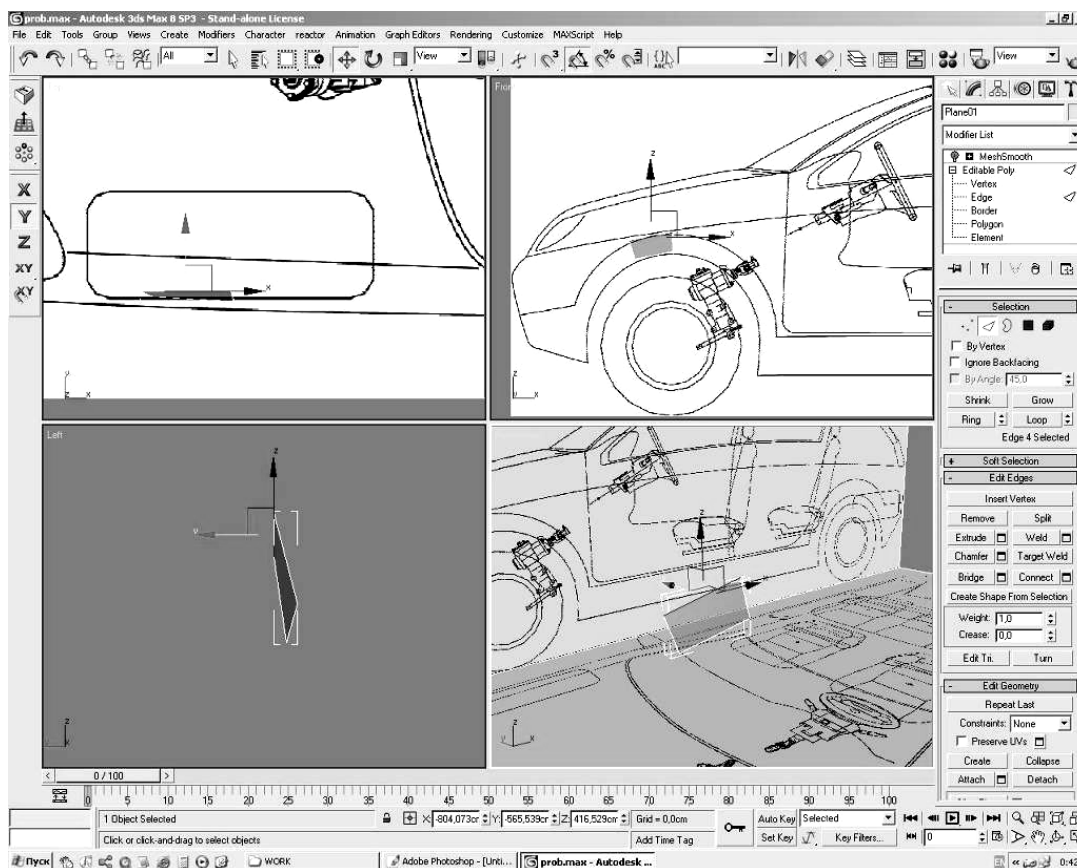 prob.max - Autodesk 3ds Max 8 SP3 - Stand-alone License
File Edit Tools Group Views Create Modifiers Character reactor Animation Graph Editors Rendering Customize MAXScript Help
All View View
Front
Plane01
Modifier List
MeshSmooth
Editable Poly
Vertex
Edge
Border
Polygon
Element
X
Y
Z
XY
XY
z
x
x
y
x
z
x
Selection
By Vertex
Ignore Backfacing
By Angle: 45,0
Shrink Grow
Ring Loop
Edge 4 Selected
Left
z
y
z
z
y x
z
y x
Soft Selection
Edit Edges
Insert Vertex
Remove Split
Extrude Weld
Chamfer Target Weld
Bridge Connect
Create Shape From Selection
Weight: 1,0
Crease: 0,0
Edit Tri. Turn
Edit Geometry
Repeat Last
Constraints: None
Preserve UVs
Create Collapse
Attach Detach
0 / 100
0 5 10 15 20 25 30 35 40 45 50 55 60 65 70 75 80 85 90 95 100
1 Object Selected X: -804,073cm Y: -565,539cm Z: 416,529cm Grid = 0,0cm Auto Key Selected
Click or click-and-drag to select objects Add Time Tag Set Key Key Filters... 0
Пуск WORK Adobe Photoshop - [Unti... prob.max - Autodesk ...